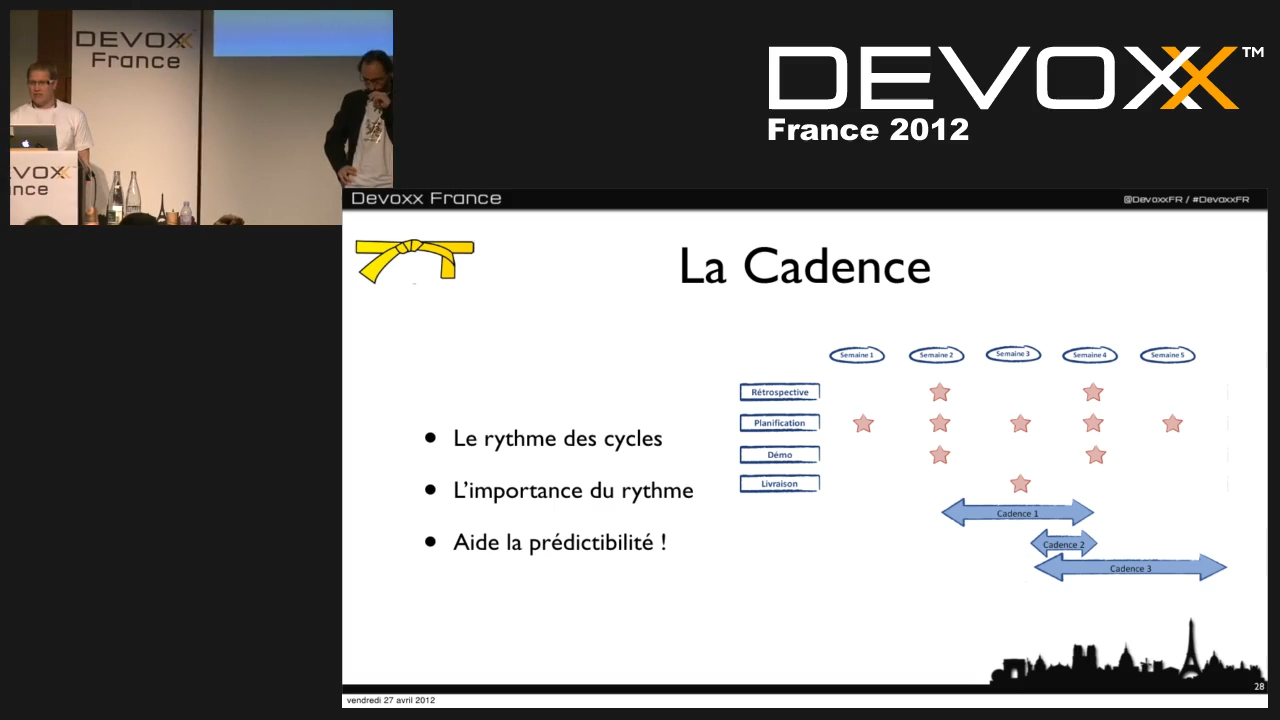 DEVOXX
France
DEVOXX
France
DEVOXX™
France 2012
Devoxx France
@DevoxxFR / #DevoxxFR
La Cadence
Le rythme des cycles
L'importance du rythme
Aide la prédictibilité !
Semaine 1
Semaine 2
Semaine 3
Semaine 4
Semaine 5
Rétrospective
Planification
Démo
Livraison
Cadence 1
Cadence 2
Cadence 3
28
vendredi 27 avril 2012